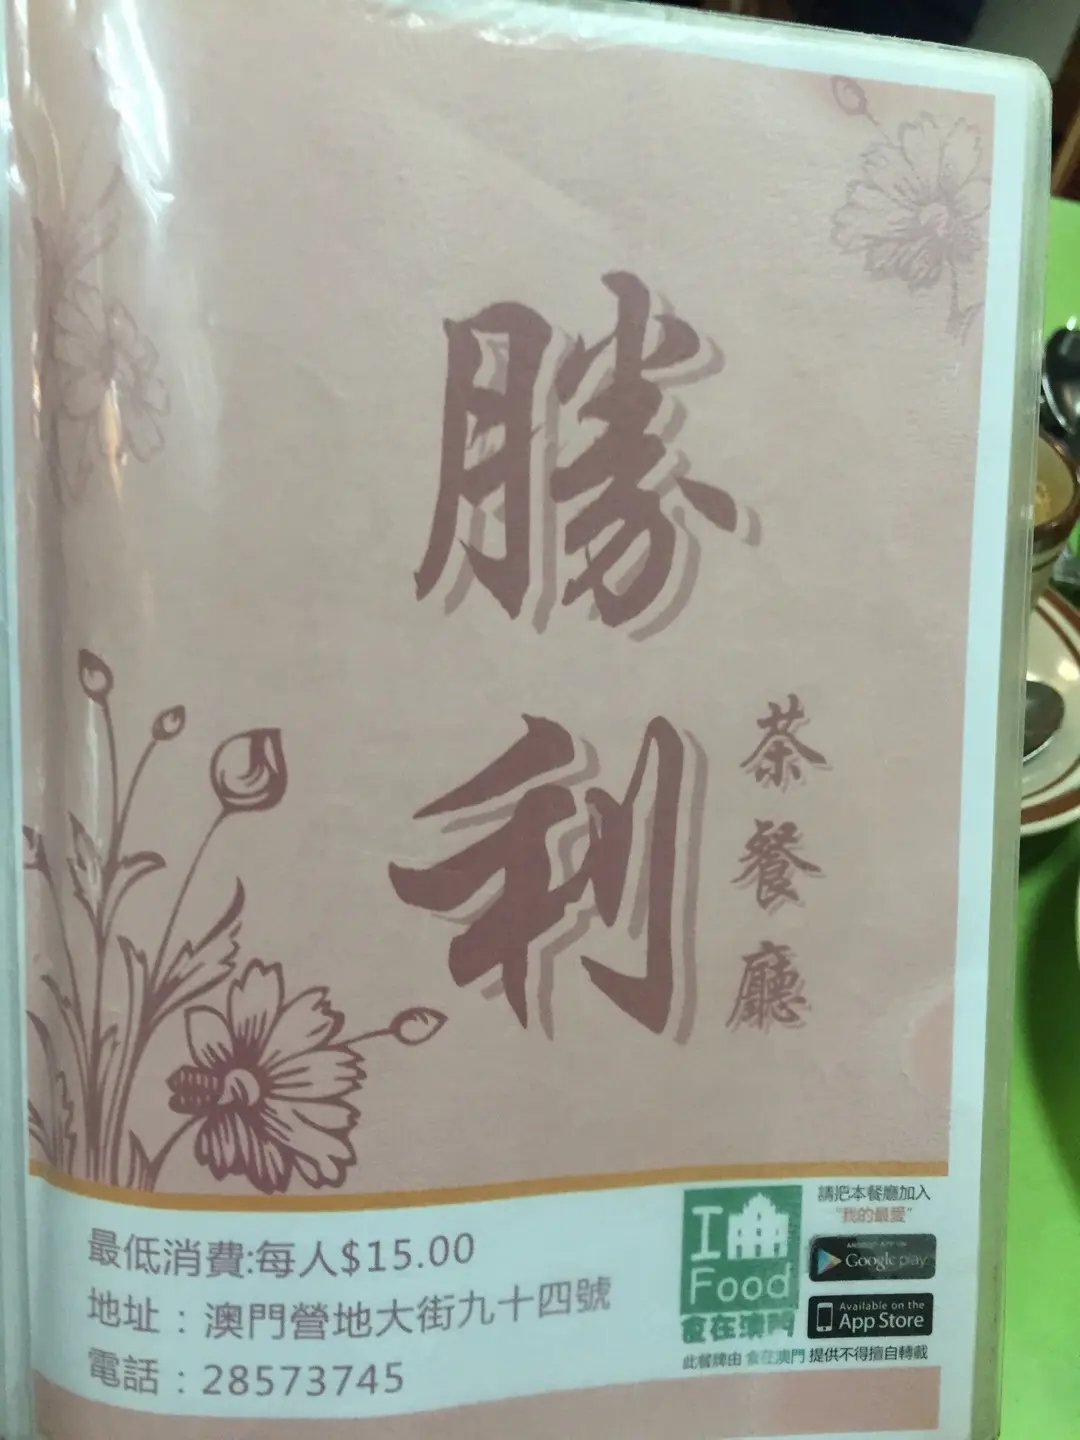 勝利
茶餐廳
最低消費:每人$15.00
地址：澳門營地大街九十四號
電話：28573745
I
Food
食在澳門
請把本餐廳加入
"我的最愛"
ANDROID APP ON
Google play
Available on the
App Store
此餐牌由 食在澳門 提供不得擅自轉載